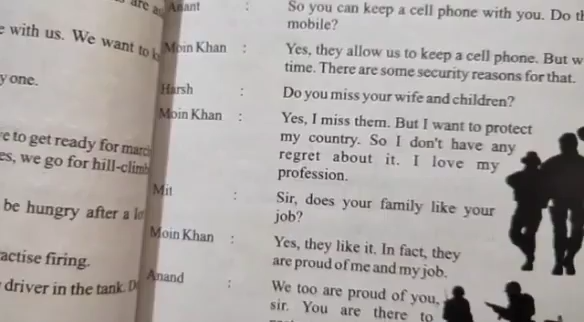 are
with us. We want to
y one.
to get ready for
es, we go for
be hungry after a
actise firing.
driver in the tank.
Anant : So you can keep a cell phone with you. Do
mobile?
Moin Khan : Yes, they allow us to keep a cell phone. But
time. There are some security reasons for that.
Harsh : Do you miss your wife and children?
Moin Khan : Yes, I miss them. But I want to protect
my country. So I don't have any
regret about it. I love my
profession.
Mit : Sir, does your family like your
job?
Moin Khan : Yes, they like it. In fact, they
are proud of me and my job.
Anand : We too are proud of you,
sir. You are there to